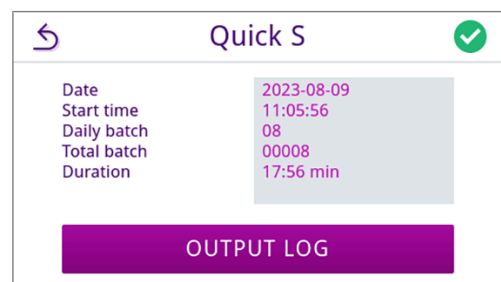 Quick S
Date 2023-08-09
Start time 11:05:56
Daily batch 08
Total batch 00008
Duration 17:56 min
OUTPUT LOG